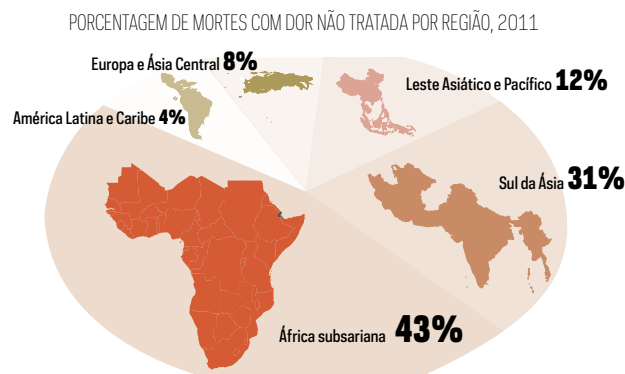 PORCENTAGEM DE MORTES COM DOR NÃO TRATADA POR REGIÃO, 2011
Europa e Ásia Central 8%
Leste Asiático e Pacífico 12%
América Latina e Caribe 4%
Sul da Ásia 31%
África subsariana 43%